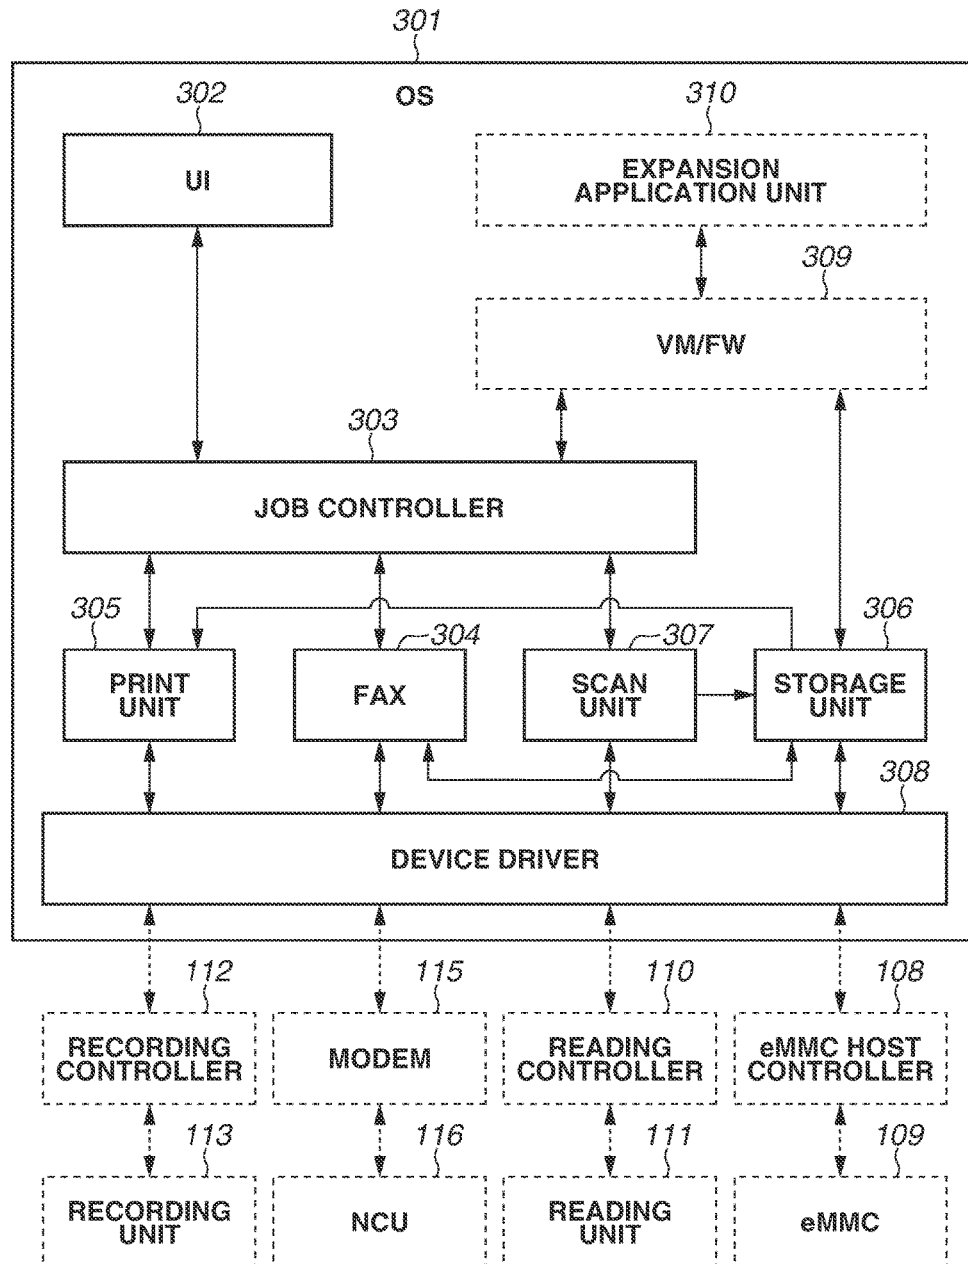 301
302
OS
310
UI
EXPANSION
APPLICATION UNIT
309
VM/FW
303
JOB CONTROLLER
305
304
307
306
PRINT
UNIT
FAX
SCAN
UNIT
STORAGE
UNIT
308
DEVICE DRIVER
112
115
110
108
RECORDING
CONTROLLER
MODEM
READING
CONTROLLER
eMMC HOST
CONTROLLER
113
116
111
109
RECORDING
UNIT
NCU
READING
UNIT
eMMC